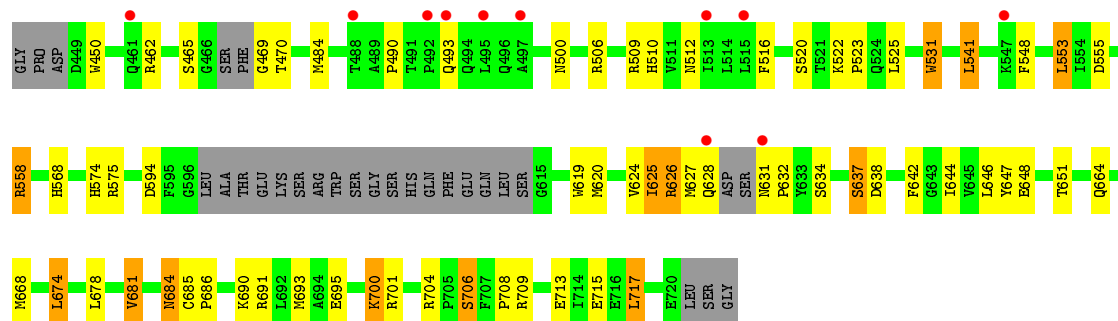 GLY PRO ASP D449 W450 Q461 R462 S465 G466 SER PHE G469 T470 M484 T488 A489 P490 T491 P492 Q493 Q494 L495 Q496 A497 N500 R506 R509 H510 V511 N512 I513 L514 L515 F516 S520 T521 K522 P523 Q524 L525 W531 L541 K547 F548 L553 I554 D555
R558 H568 H574 R575 D594 F595 G596 LEU ALA THR GLU LYS SER ARG TRP SER GLY SER HIS GLN PHE GLU GLN LEU SER G615 W619 M620 V624 I625 R626 M627 Q628 ASP SER N631 P632 Y633 S634 S637 D638 F642 G643 I644 V645 L646 Y647 E648 T651 Q664
M668 L674 L678 V681 N684 C685 P686 K690 R691 L692 M693 A694 E695 K700 R701 R704 P705 S706 F707 P708 R709 E713 I714 E715 E716 L717 E720 LEU SER GLY